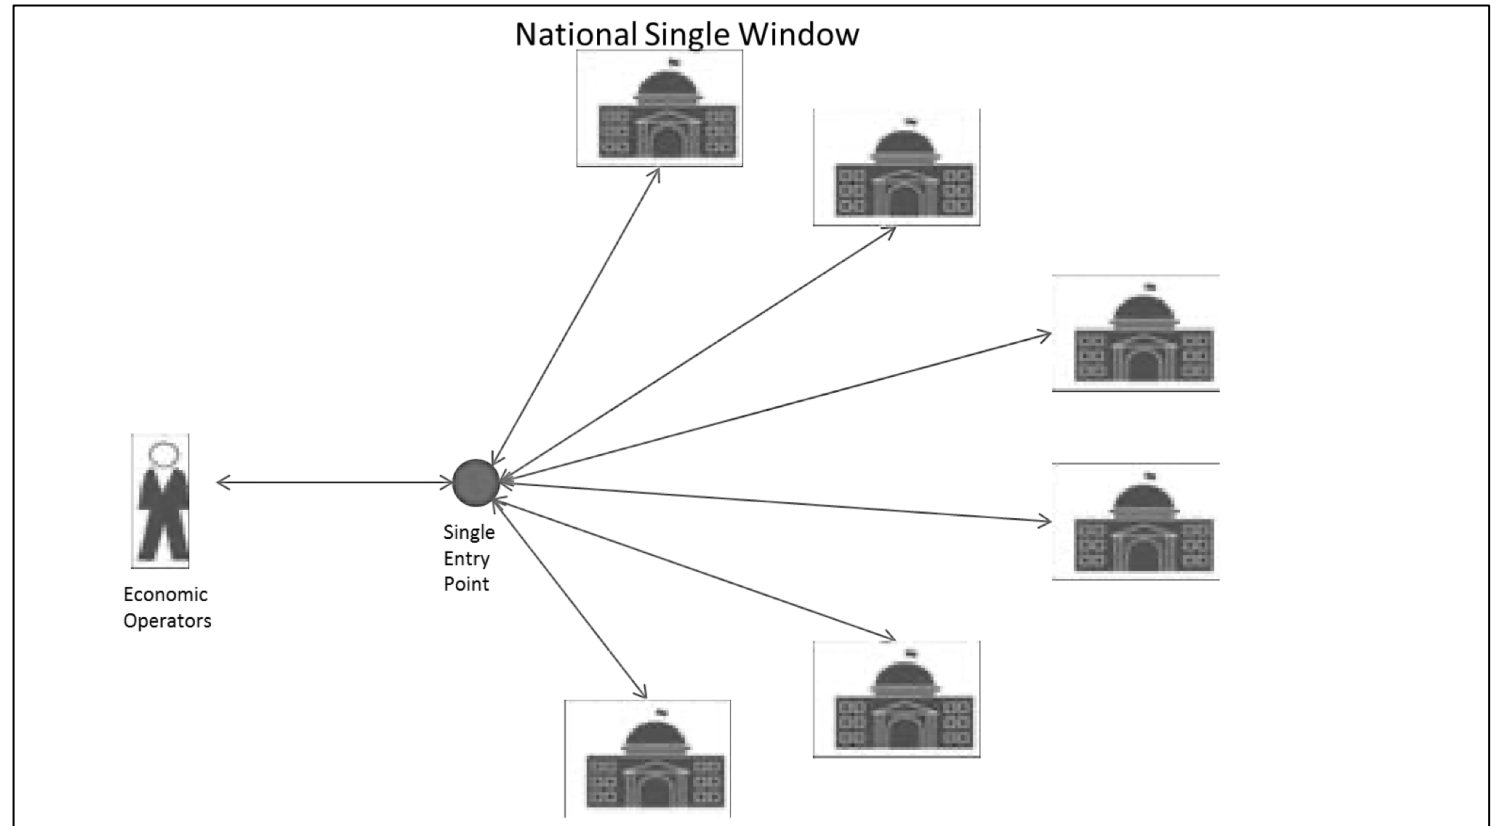 National Single Window
Single
Entry
Point
Economic
Operators